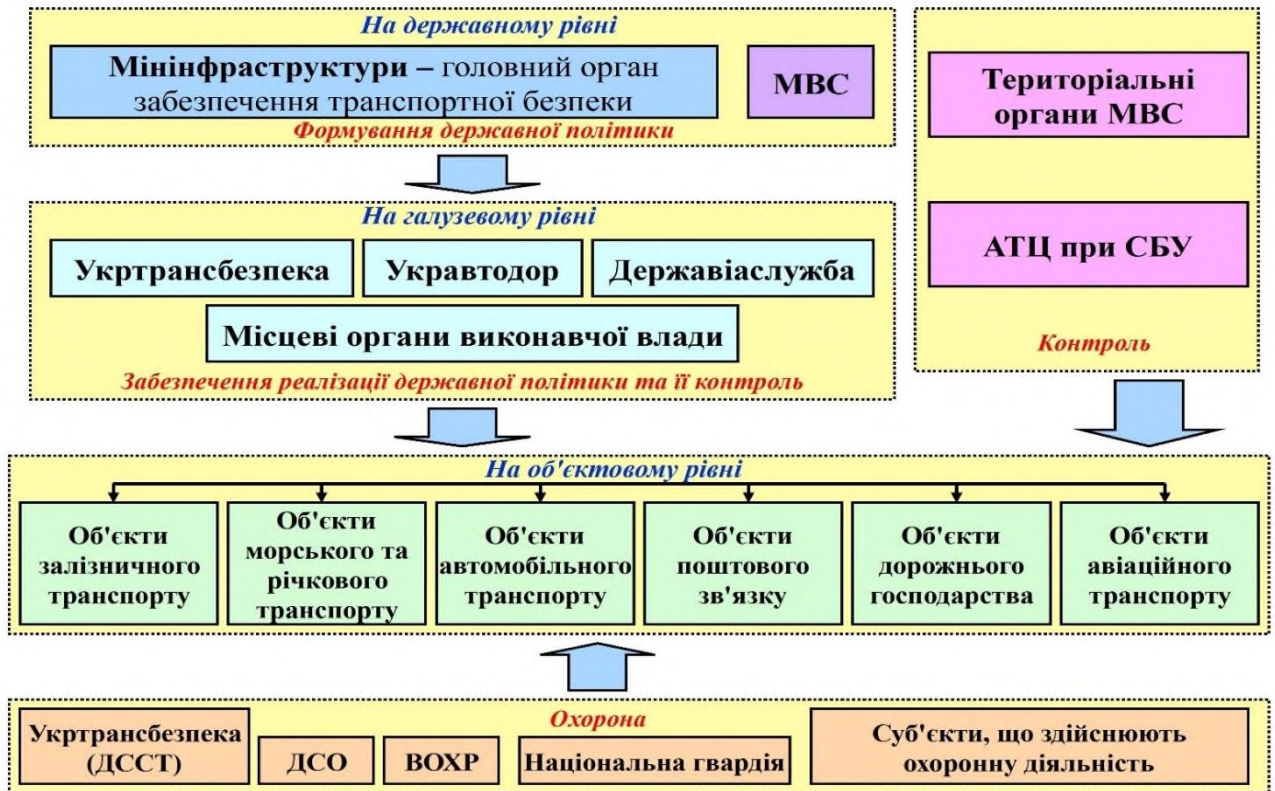 На державному рівні
Мінінфраструктури – головний орган
забезпечення транспортної безпеки
МВС
Формування державної політики
Територіальні
органи МВС
АТЦ при СБУ
Контроль
На галузевому рівні
Укртрансбезпека
Укравтодор
Державіаслужба
Місцеві органи виконавчої влади
Забезпечення реалізації державної політики та її контроль
На об'єктовому рівні
Об'єкти
залізничного
транспорту
Об'єкти
морського та
річкового
транспорту
Об'єкти
автомобільного
транспорту
Об'єкти
поштового
зв'язку
Об'єкти
дорожнього
господарства
Об'єкти
авіаційного
транспорту
Охорона
Укртрансбезпека
(ДССТ)
ДСО
ВОХР
Національна гвардія
Суб'єкти, що здійснюють
охоронну діяльність